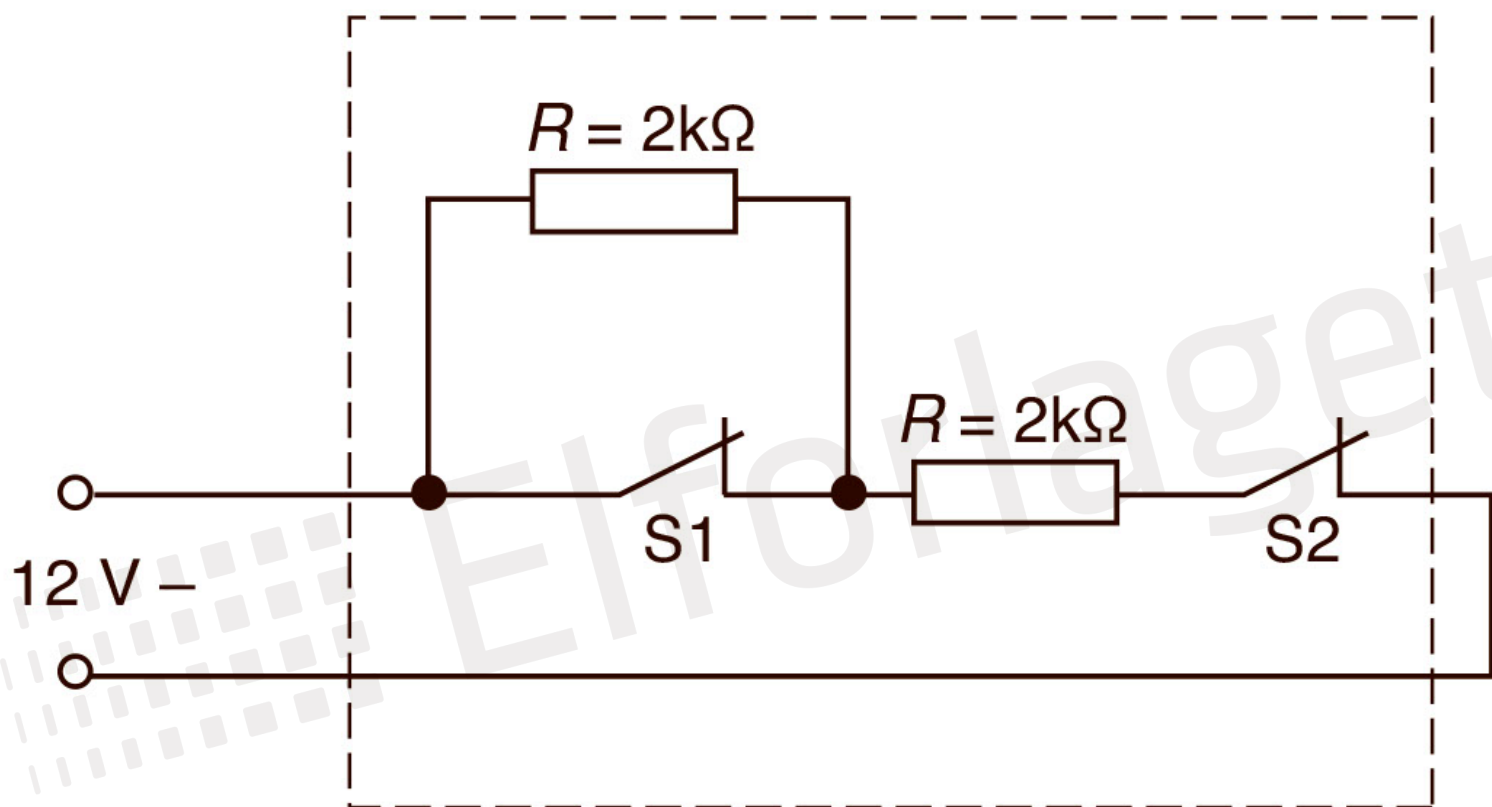 R = 2kΩ
R = 2kΩ
S1
S2
12 V –
Elforlaget